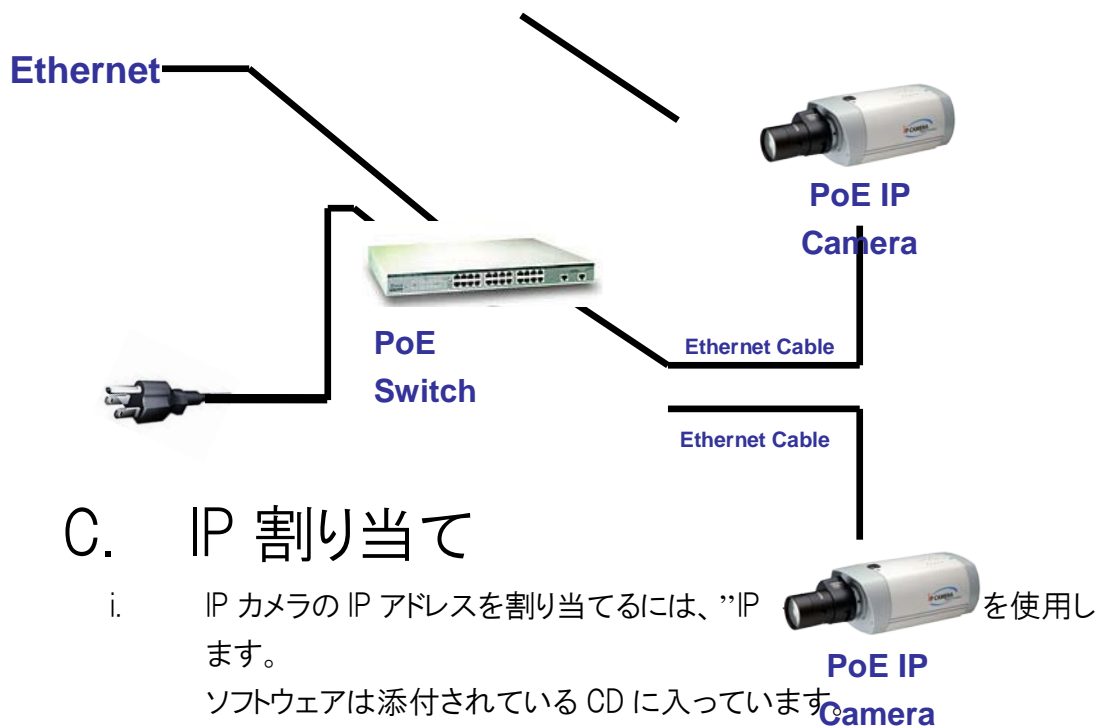 Ethernet
PoE IP
Camera
PoE
Switch
Ethernet Cable
Ethernet Cable
C. IP 割り当て
i. IP カメラの IP アドレスを割り当てるには、”IP を使用し
ます。
ソフトウェアは添付されている CD に入っています。
PoE IP
Camera